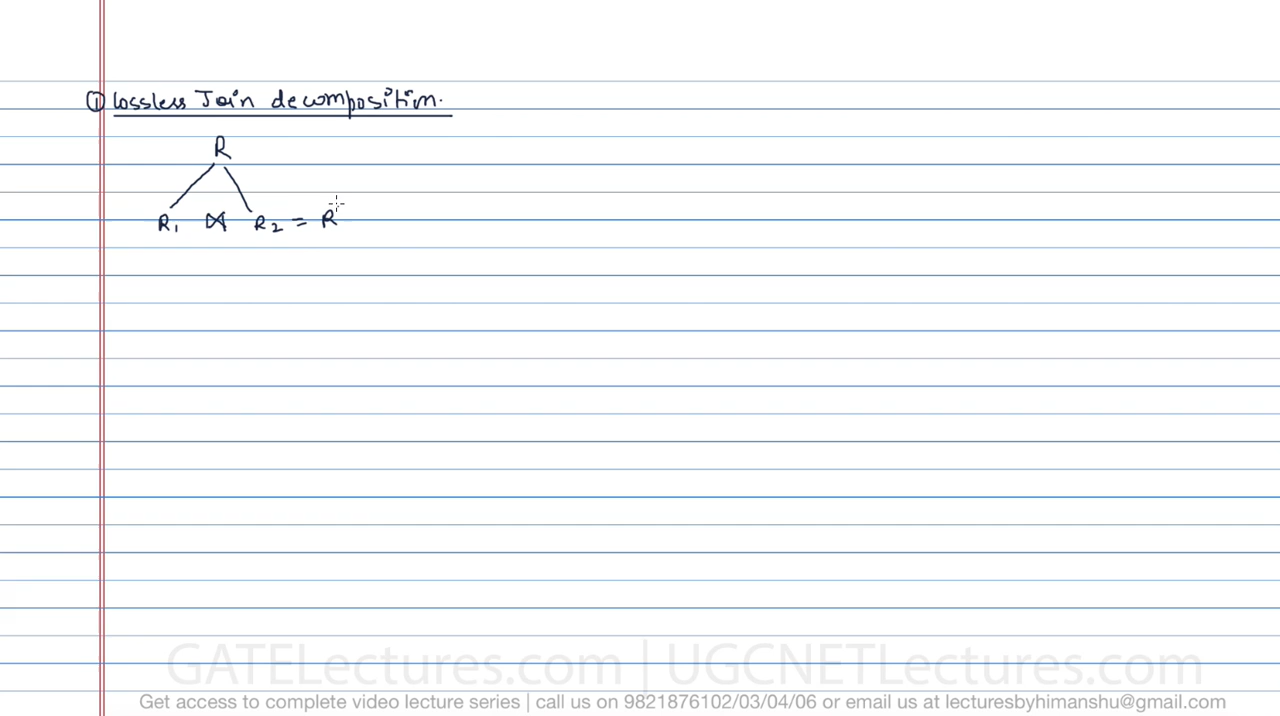 ① Lossless Join decomposition.
R
R₁ ⋈ R₂ = R
GATELectures.com | UGCNETLectures.com
Get access to complete video lecture series | call us on 9821876102/03/04/06 or email us at lecturesbyhimanshu@gmail.com